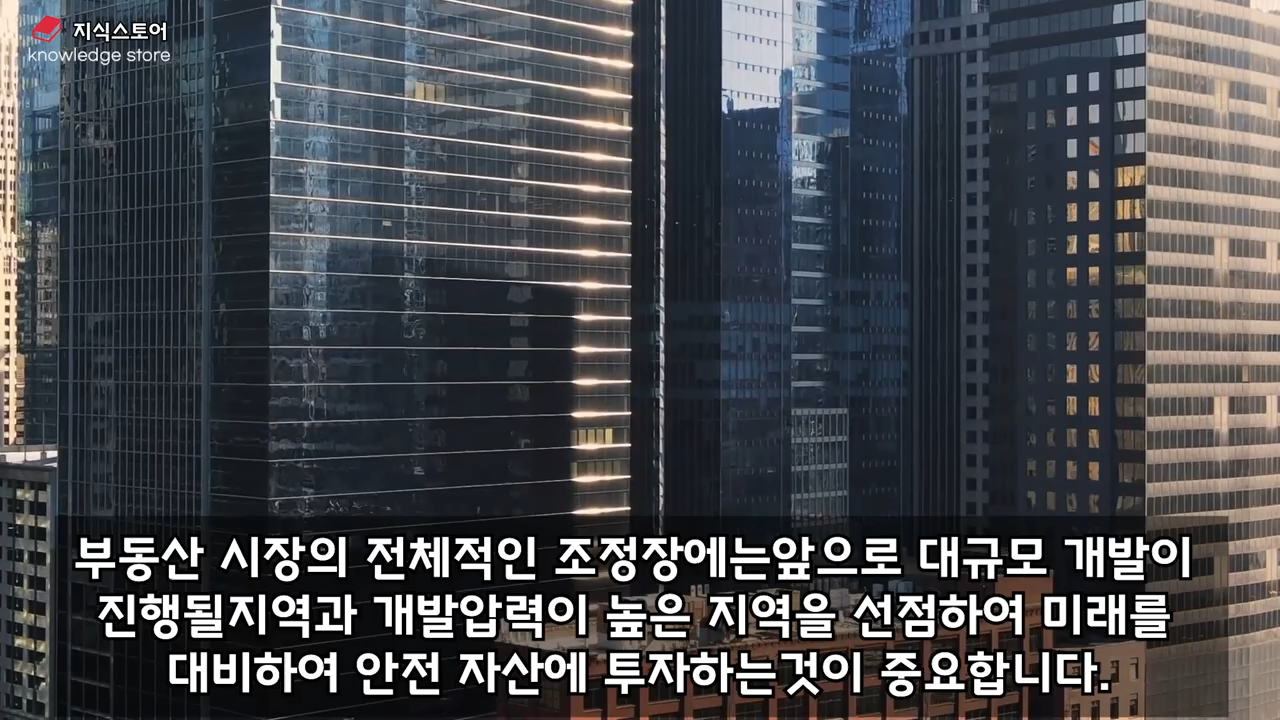 지식스토어
knowledge store
부동산 시장의 전체적인 조정장에는앞으로 대규모 개발이
진행될지역과 개발압력이 높은 지역을 선점하여 미래를
대비하여 안전 자산에 투자하는것이 중요합니다.